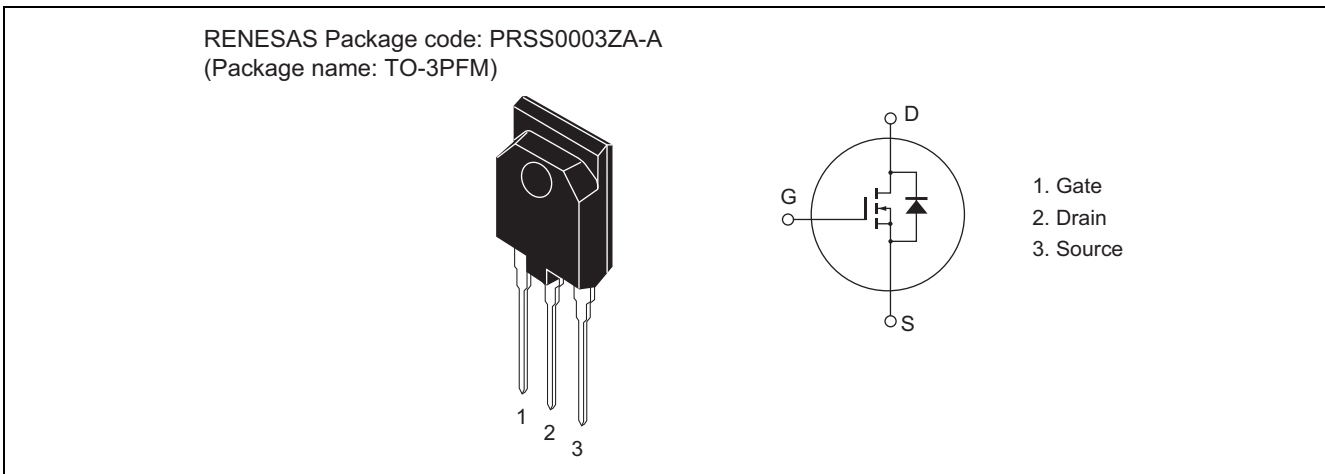 RENESAS Package code: PRSS0003ZA-A
(Package name: TO-3PFM)
D
G
S
1. Gate
2. Drain
3. Source
1
2
3